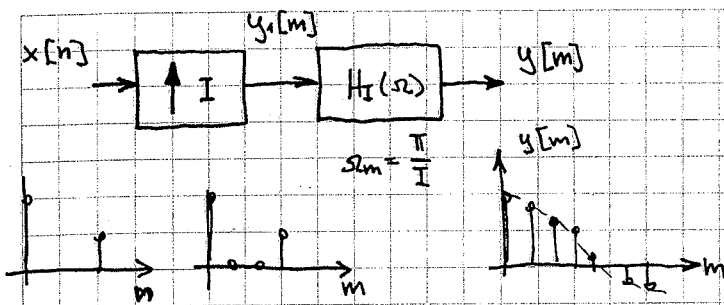 y₁[m]
x[n] ↑ I H_I(Ω) y[m]
Ωm = π/I
y[m]
n m m